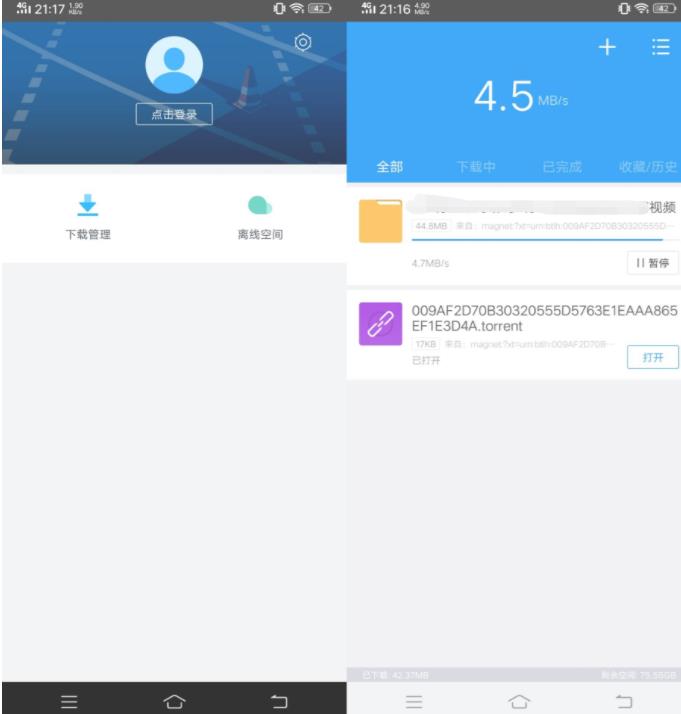 4G 21:17 1.90 KB/s 42
点击登录
下载管理
离线空间
4G 21:16 4.90 MB/s 42
4.5 MB/s
全部 下载中 已完成 收藏/历史
视频
44.8MB 来自：magnet:?xt=urn:btih:009AF2D70B30320555D···
4.7MB/s
暂停
009AF2D70B30320555D5763E1EAAA865
EF1E3D4A.torrent
17KB 来自：magnet:?xt=urn:btih:009AF2D70B···
已打开
打开
已下载: 42.37MB 剩余空间: 75.55GB